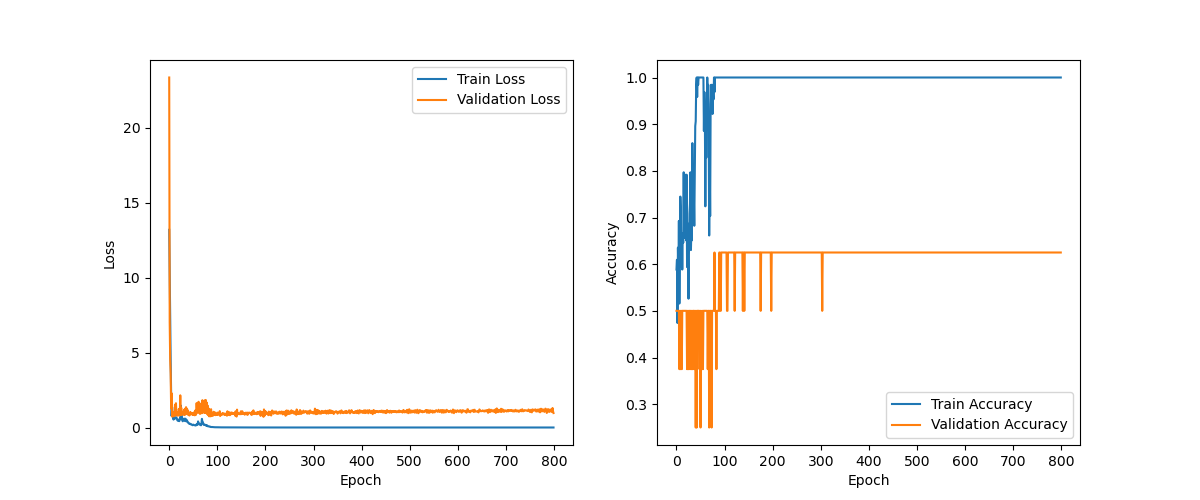 Train Loss
Validation Loss
20
15
10
5
0
Loss
0 100 200 300 400 500 600 700 800
Epoch
1.0
0.9
0.8
0.7
0.6
0.5
0.4
0.3
Accuracy
Train Accuracy
Validation Accuracy
0 100 200 300 400 500 600 700 800
Epoch